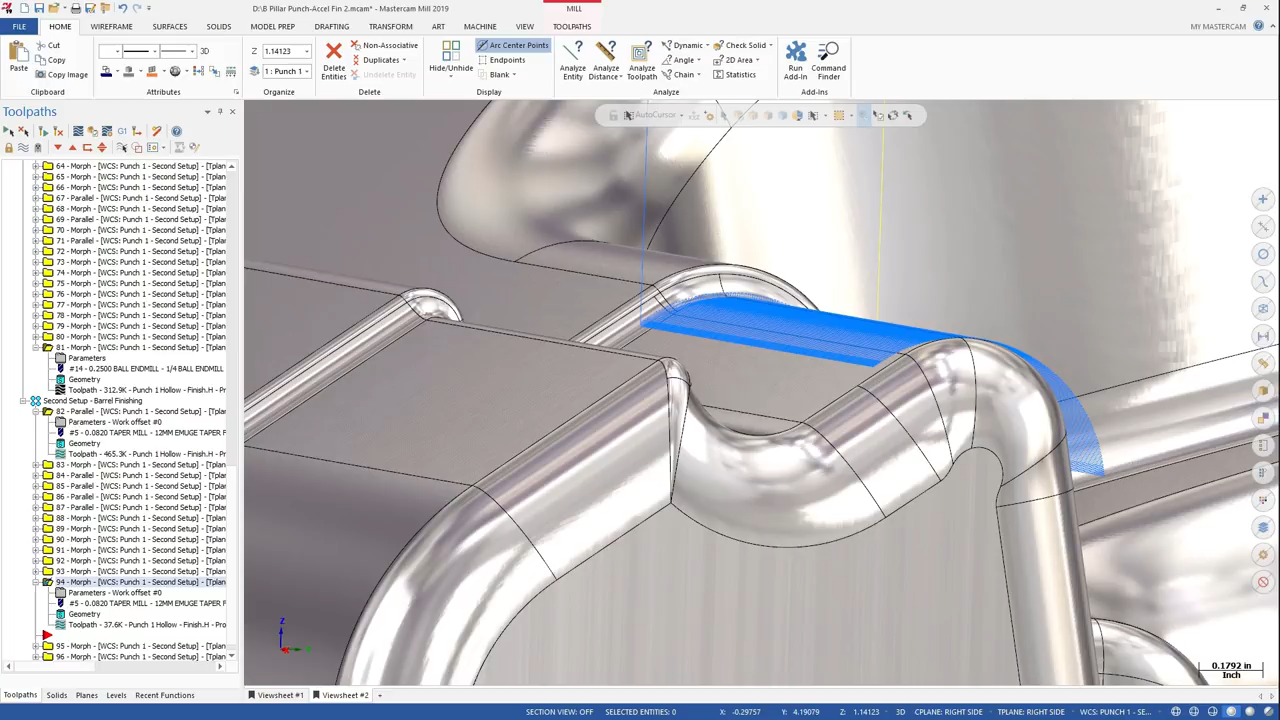 D:\B Pillar Punch-Accel Fin 2.mcam* - Mastercam Mill 2019
MILL
FILE HOME WIREFRAME SURFACES SOLIDS MODEL PREP DRAFTING TRANSFORM ART MACHINE VIEW TOOLPATHS MY MASTERCAM
Paste
Cut
Copy
Copy Image
Clipboard
3D
Attributes
Z 1.14123
1 : Punch 1
Organize
Delete Entities
Non-Associative
Duplicates
Undelete Entity
Delete
Hide/Unhide
Arc Center Points
Endpoints
Blank
Display
Analyze Entity
Analyze Distance
Analyze Toolpath
Dynamic
Angle
Chain
Check Solid
2D Area
Statistics
Analyze
Run Add-In
Command Finder
Add-Ins
Toolpaths
G1
AutoCursor
64 - Morph - [WCS: Punch 1 - Second Setup] - [Tplan
65 - Morph - [WCS: Punch 1 - Second Setup] - [Tplan
66 - Morph - [WCS: Punch 1 - Second Setup] - [Tplan
67 - Parallel - [WCS: Punch 1 - Second Setup] - [Tplan
68 - Morph - [WCS: Punch 1 - Second Setup] - [Tplan
69 - Parallel - [WCS: Punch 1 - Second Setup] - [Tplan
70 - Morph - [WCS: Punch 1 - Second Setup] - [Tplan
71 - Parallel - [WCS: Punch 1 - Second Setup] - [Tplan
72 - Morph - [WCS: Punch 1 - Second Setup] - [Tplan
73 - Morph - [WCS: Punch 1 - Second Setup] - [Tplan
74 - Morph - [WCS: Punch 1 - Second Setup] - [Tplan
75 - Morph - [WCS: Punch 1 - Second Setup] - [Tplan
76 - Morph - [WCS: Punch 1 - Second Setup] - [Tplan
77 - Morph - [WCS: Punch 1 - Second Setup] - [Tplan
78 - Morph - [WCS: Punch 1 - Second Setup] - [Tplan
79 - Parallel - [WCS: Punch 1 - Second Setup] - [Tplan
80 - Morph - [WCS: Punch 1 - Second Setup] - [Tplan
81 - Morph - [WCS: Punch 1 - Second Setup] - [Tplan
Parameters
#14 - 0.2500 BALL ENDMILL - 1/4 BALL ENDMIL
Geometry
Toolpath - 312.9K - Punch 1 Hollow - Finish.H - Pr
Second Setup - Barrel Finishing
82 - Parallel - [WCS: Punch 1 - Second Setup] - [Tplan
Parameters - Work offset #0
#5 - 0.0820 TAPER MILL - 12MM EMUGE TAPER F
Geometry
Toolpath - 465.3K - Punch 1 Hollow - Finish.H - Pr
83 - Morph - [WCS: Punch 1 - Second Setup] - [Tplan
84 - Parallel - [WCS: Punch 1 - Second Setup] - [Tplan
85 - Parallel - [WCS: Punch 1 - Second Setup] - [Tplan
86 - Parallel - [WCS: Punch 1 - Second Setup] - [Tplan
87 - Parallel - [WCS: Punch 1 - Second Setup] - [Tplan
88 - Morph - [WCS: Punch 1 - Second Setup] - [Tplan
89 - Morph - [WCS: Punch 1 - Second Setup] - [Tplan
90 - Morph - [WCS: Punch 1 - Second Setup] - [Tplan
91 - Morph - [WCS: Punch 1 - Second Setup] - [Tplan
92 - Morph - [WCS: Punch 1 - Second Setup] - [Tplan
93 - Morph - [WCS: Punch 1 - Second Setup] - [Tplan
94 - Morph - [WCS: Punch 1 - Second Setup] - [Tplan
Parameters - Work offset #0
#5 - 0.0820 TAPER MILL - 12MM EMUGE TAPER F
Geometry
Toolpath - 37.6K - Punch 1 Hollow - Finish.H - Pro
95 - Morph - [WCS: Punch 1 - Second Setup] - [Tplan
96 - Morph - [WCS: Punch 1 - Second Setup] - [Tplan
Z
0.1792 in
Inch
Toolpaths Solids Planes Levels Recent Functions Viewsheet #1 Viewsheet #2 +
SECTION VIEW: OFF SELECTED ENTITIES: 0 X: -0.29757 Y: 4.19079 Z: 1.14123 3D CPLANE: RIGHT SIDE TPLANE: RIGHT SIDE WCS: PUNCH 1 - SE...